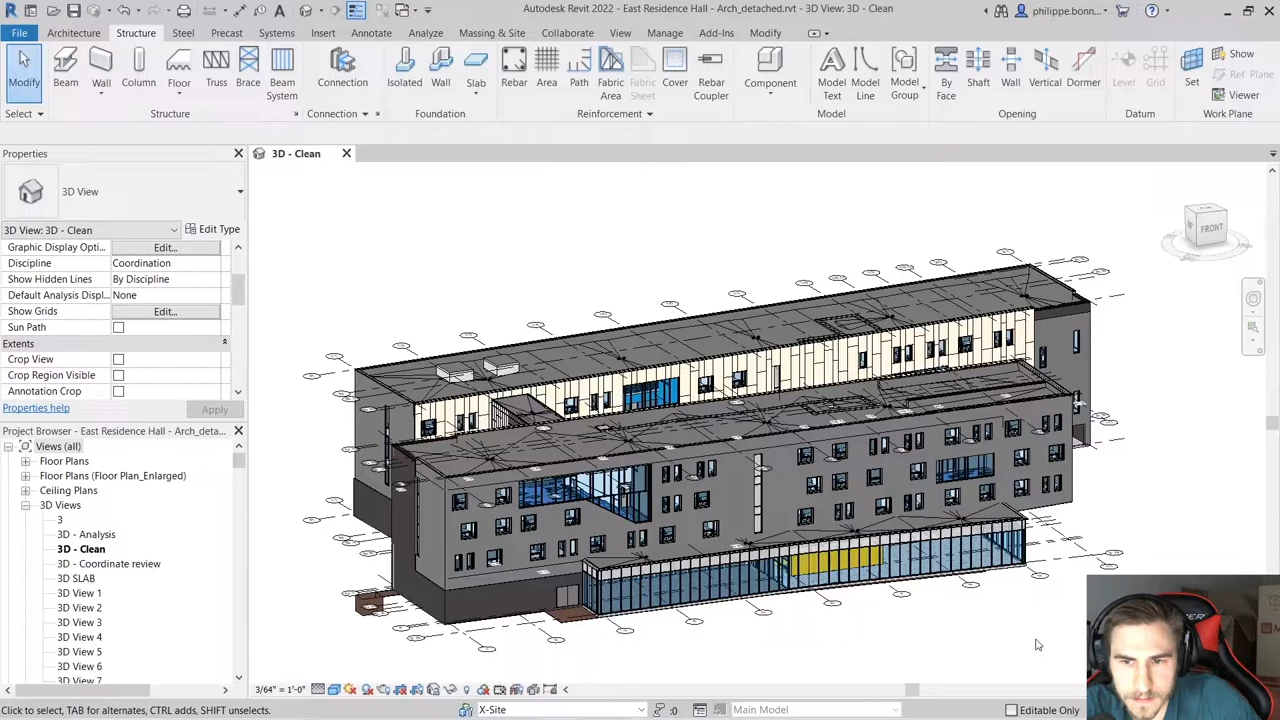 Autodesk Revit 2022 - East Residence Hall - Arch_detached.rvt - 3D View: 3D - Clean
philippe.bonn...
File Architecture Structure Steel Precast Systems Insert Annotate Analyze Massing & Site Collaborate View Manage Add-Ins Modify
Modify Beam Wall Column Floor Truss Brace Beam System Connection Isolated Wall Slab Rebar Area Path Fabric Area Fabric Sheet Cover Rebar Coupler Component Model Text Model Line Model Group By Face Shaft Wall Vertical Dormer Level Grid Set Show Ref Plane Viewer
Select Structure Connection Foundation Reinforcement Model Opening Datum Work Plane
Properties
3D - Clean
3D View
3D View: 3D - Clean Edit Type
Graphic Display Opti... Edit...
Discipline Coordination
Show Hidden Lines By Discipline
Default Analysis Displ... None
Show Grids Edit...
Sun Path
Extents
Crop View
Crop Region Visible
Annotation Crop
Properties help Apply
Project Browser - East Residence Hall - Arch_deta...
Views (all)
Floor Plans
Floor Plans (Floor Plan_Enlarged)
Ceiling Plans
3D Views
3
3D - Analysis
3D - Clean
3D - Coordinate review
3D SLAB
3D View 1
3D View 2
3D View 3
3D View 4
3D View 5
3D View 6
3D View 7
FRONT
3/64" = 1'-0"
Click to select, TAB for alternates, CTRL adds, SHIFT unselects.
X-Site
:0
Main Model
Editable Only